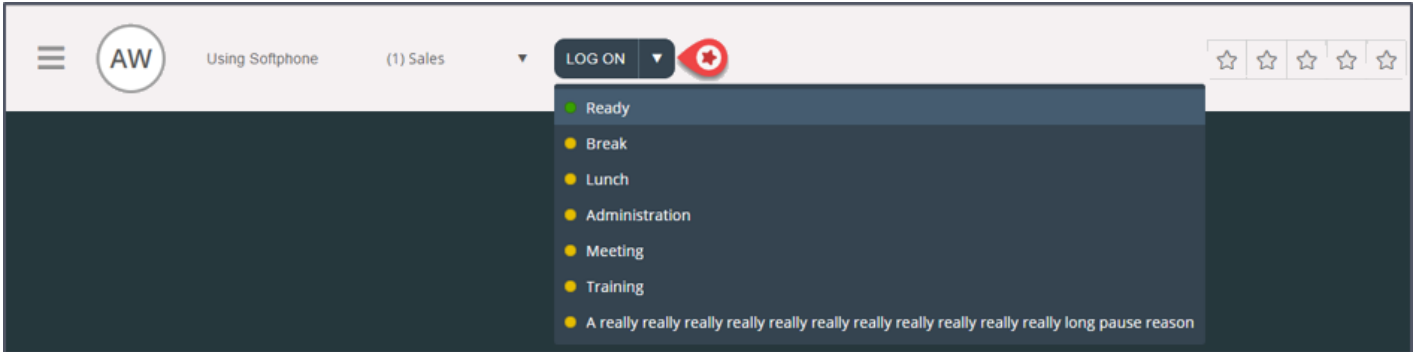 AW Using Softphone (1) Sales LOG ON
Ready
Break
Lunch
Administration
Meeting
Training
A really really really really really really really really really really really long pause reason